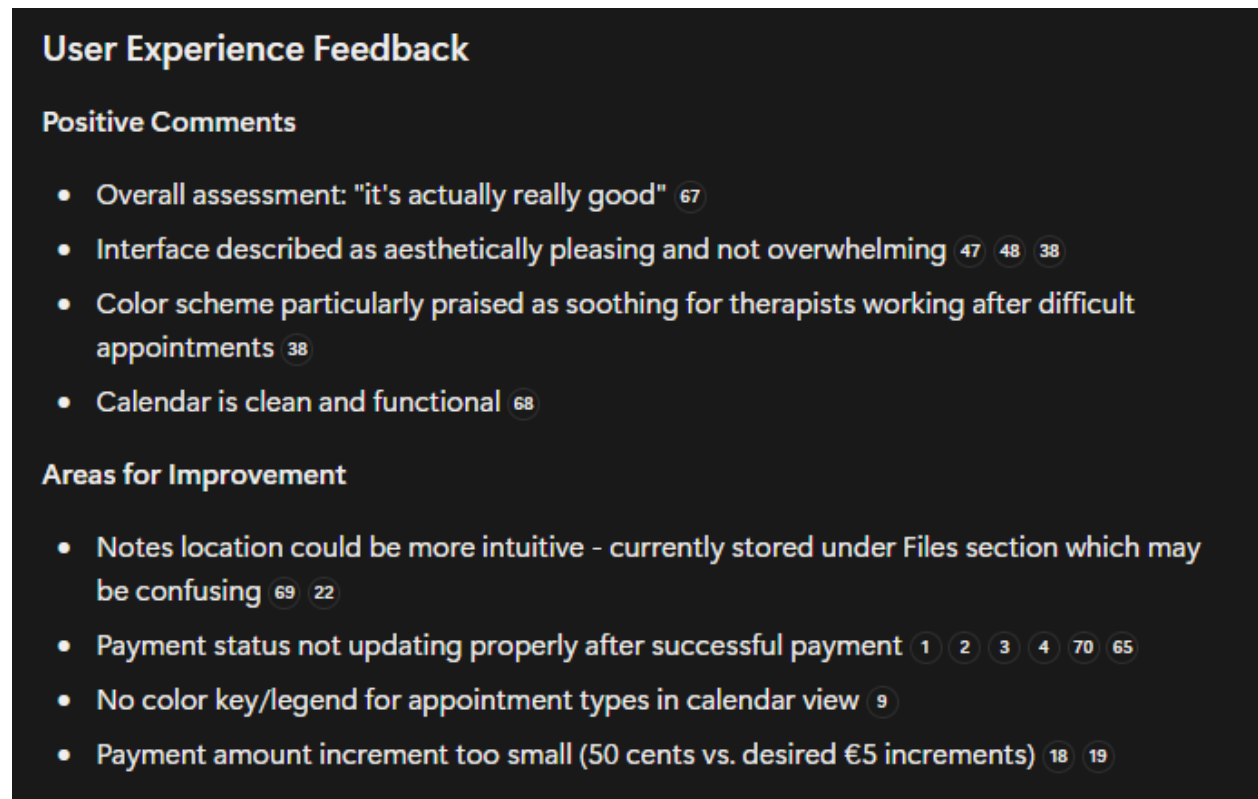 User Experience Feedback
Positive Comments
• Overall assessment: "it's actually really good" 67
• Interface described as aesthetically pleasing and not overwhelming 47 48 38
• Color scheme particularly praised as soothing for therapists working after difficult
appointments 38
• Calendar is clean and functional 68
Areas for Improvement
• Notes location could be more intuitive - currently stored under Files section which may
be confusing 69 22
• Payment status not updating properly after successful payment 1 2 3 4 70 65
• No color key/legend for appointment types in calendar view 9
• Payment amount increment too small (50 cents vs. desired €5 increments) 18 19